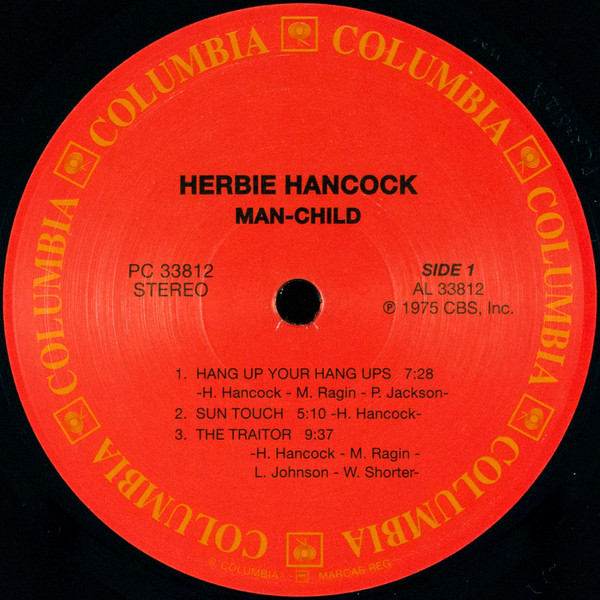 COLUMBIA COLUMBIA COLUMBIA COLUMBIA COLUMBIA COLUMBIA
HERBIE HANCOCK
MAN-CHILD
PC 33812
STEREO
SIDE 1
AL 33812
℗ 1975 CBS, Inc.
1. HANG UP YOUR HANG UPS 7:28
-H. Hancock - M. Ragin - P. Jackson-
2. SUN TOUCH 5:10 -H. Hancock-
3. THE TRAITOR 9:37
-H. Hancock - M. Ragin -
L. Johnson - W. Shorter-
COLUMBIA MARCAS REG